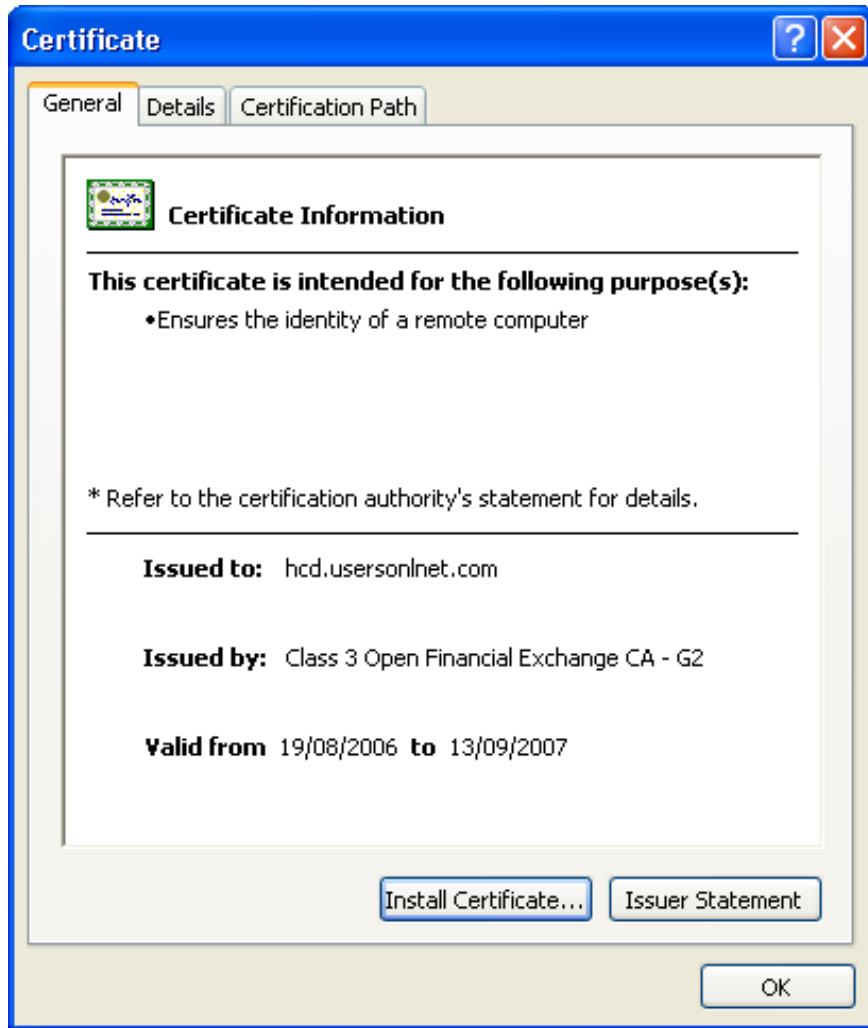 Certificate
General Details Certification Path
Certificate Information
This certificate is intended for the following purpose(s):
•Ensures the identity of a remote computer
* Refer to the certification authority's statement for details.
Issued to: hcd.usersonlnet.com
Issued by: Class 3 Open Financial Exchange CA - G2
Valid from 19/08/2006 to 13/09/2007
Install Certificate... Issuer Statement
OK